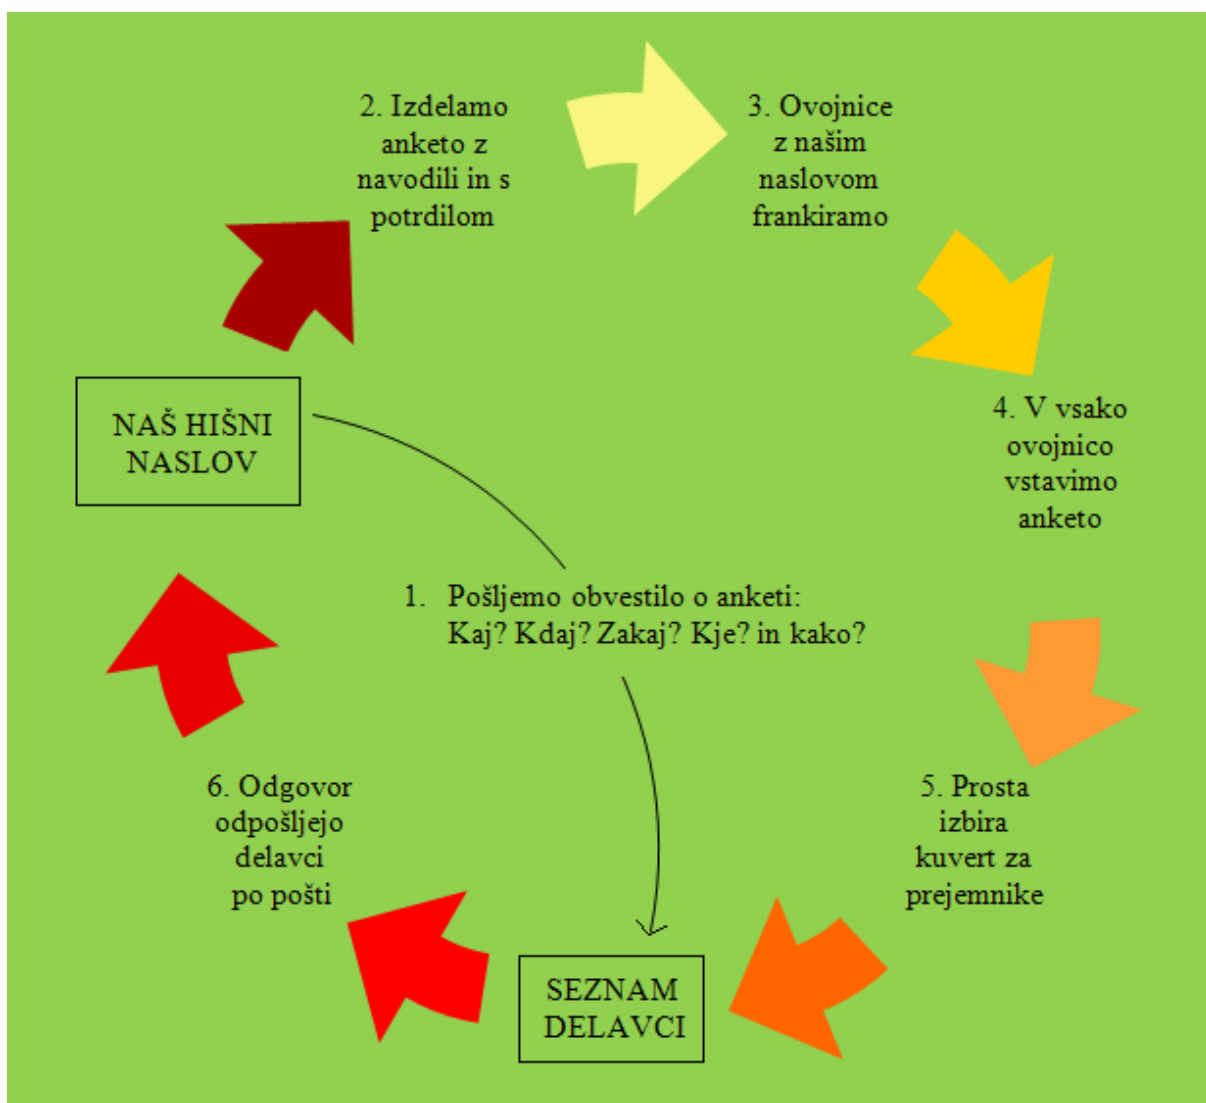 2. Izdelamo
anketo z
navodili in s
potrdilom
3. Ovojnice
z našim
naslovom
frankiramo
NAŠ HIŠNI
NASLOV
4. V vsako
ovojnico
vstavimo
anketo
1. Pošljemo obvestilo o anketi:
Kaj? Kdaj? Zakaj? Kje? in kako?
6. Odgovor
odpošljejo
delavci
po pošti
5. Prosta
izbira
kuvert za
prejemnike
SEZNAM
DELAVCI